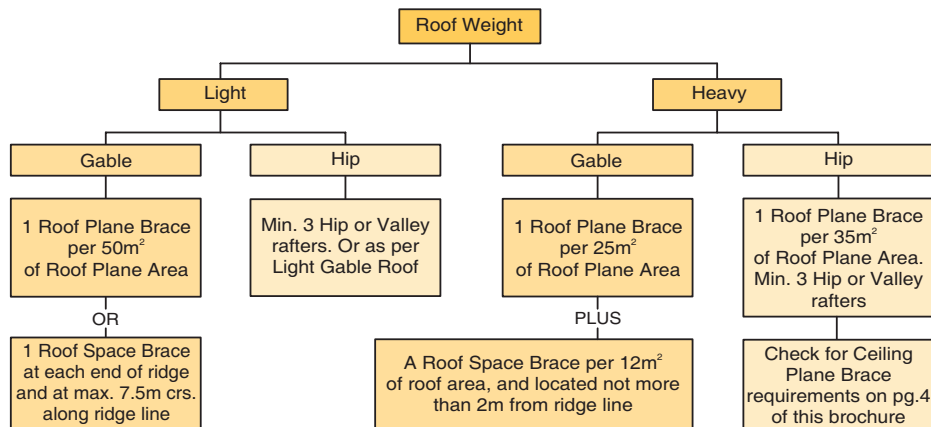 Roof Weight
Light
Heavy
Gable
Hip
Gable
Hip
1 Roof Plane Brace
per 50m²
of Roof Plane Area
Min. 3 Hip or Valley
rafters. Or as per
Light Gable Roof
1 Roof Plane Brace
per 25m²
of Roof Plane Area
1 Roof Plane Brace
per 35m²
of Roof Plane Area.
Min. 3 Hip or Valley
rafters
OR
PLUS
1 Roof Space Brace
at each end of ridge
and at max. 7.5m crs.
along ridge line
A Roof Space Brace per 12m²
of roof area, and located not more
than 2m from ridge line
Check for Ceiling
Plane Brace
requirements on pg.4
of this brochure